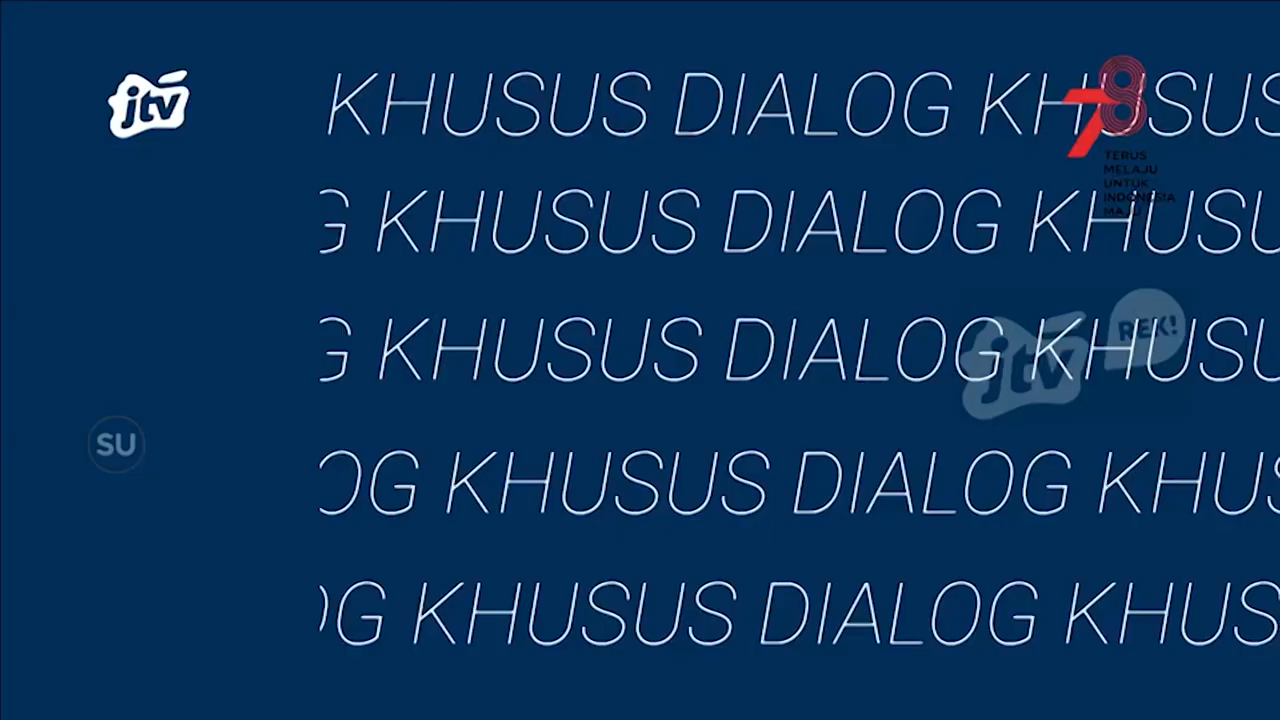 jtv
KHUSUS DIALOG KHUSUS
78
TERUS
MELAJU
UNTUK
INDONESIA
MAJU
G KHUSUS DIALOG KHUSU
REK!
G KHUSUS DIALOG KHUSU
jtv
SU
OG KHUSUS DIALOG KHUS
OG KHUSUS DIALOG KHUS